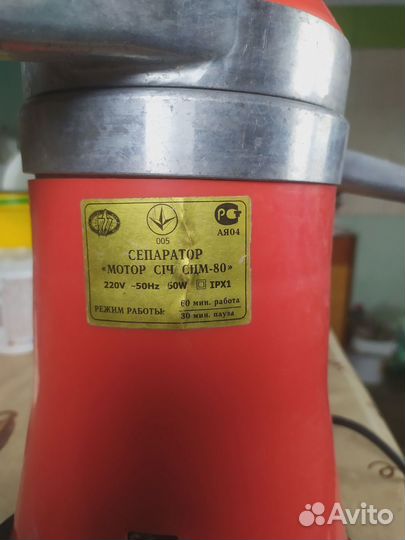 005
АЯ04
СЕПАРАТОР
«МОТОР СІЧ СЦМ-80»
220V ~50Hz 60W IPX1
РЕЖИМ РАБОТЫ: 60 мин. работа
30 мин. пауза
Avito